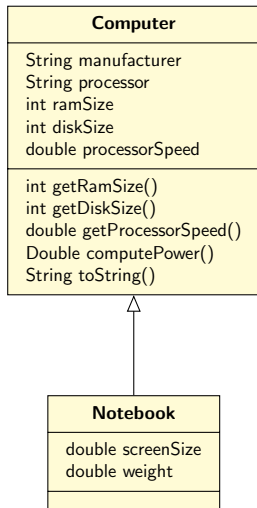 Computer
String manufacturer
String processor
int ramSize
int diskSize
double processorSpeed
int getRamSize()
int getDiskSize()
double getProcessorSpeed()
Double computePower()
String toString()
Notebook
double screenSize
double weight